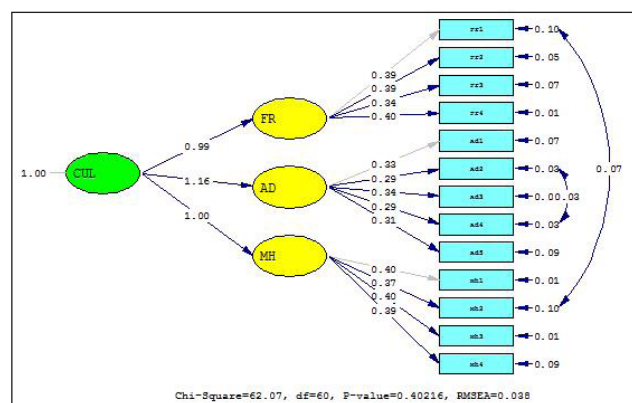 1.00
CUL
0.99
1.16
1.00
FR
AD
MH
0.39
0.39
0.34
0.40
0.33
0.29
0.34
0.29
0.31
0.40
0.37
0.40
0.39
rr1 0.10
rr2 0.05
rr3 0.07
rr4 0.01
ad1 0.07
ad2 0.03
ad3 0.00.03
ad4 0.03
ad5 0.09
mh1 0.01
mh2 0.10
mh3 0.01
mh4 0.09
0.07
Chi-Square=62.07, df=60, P-value=0.40216, RMSEA=0.038